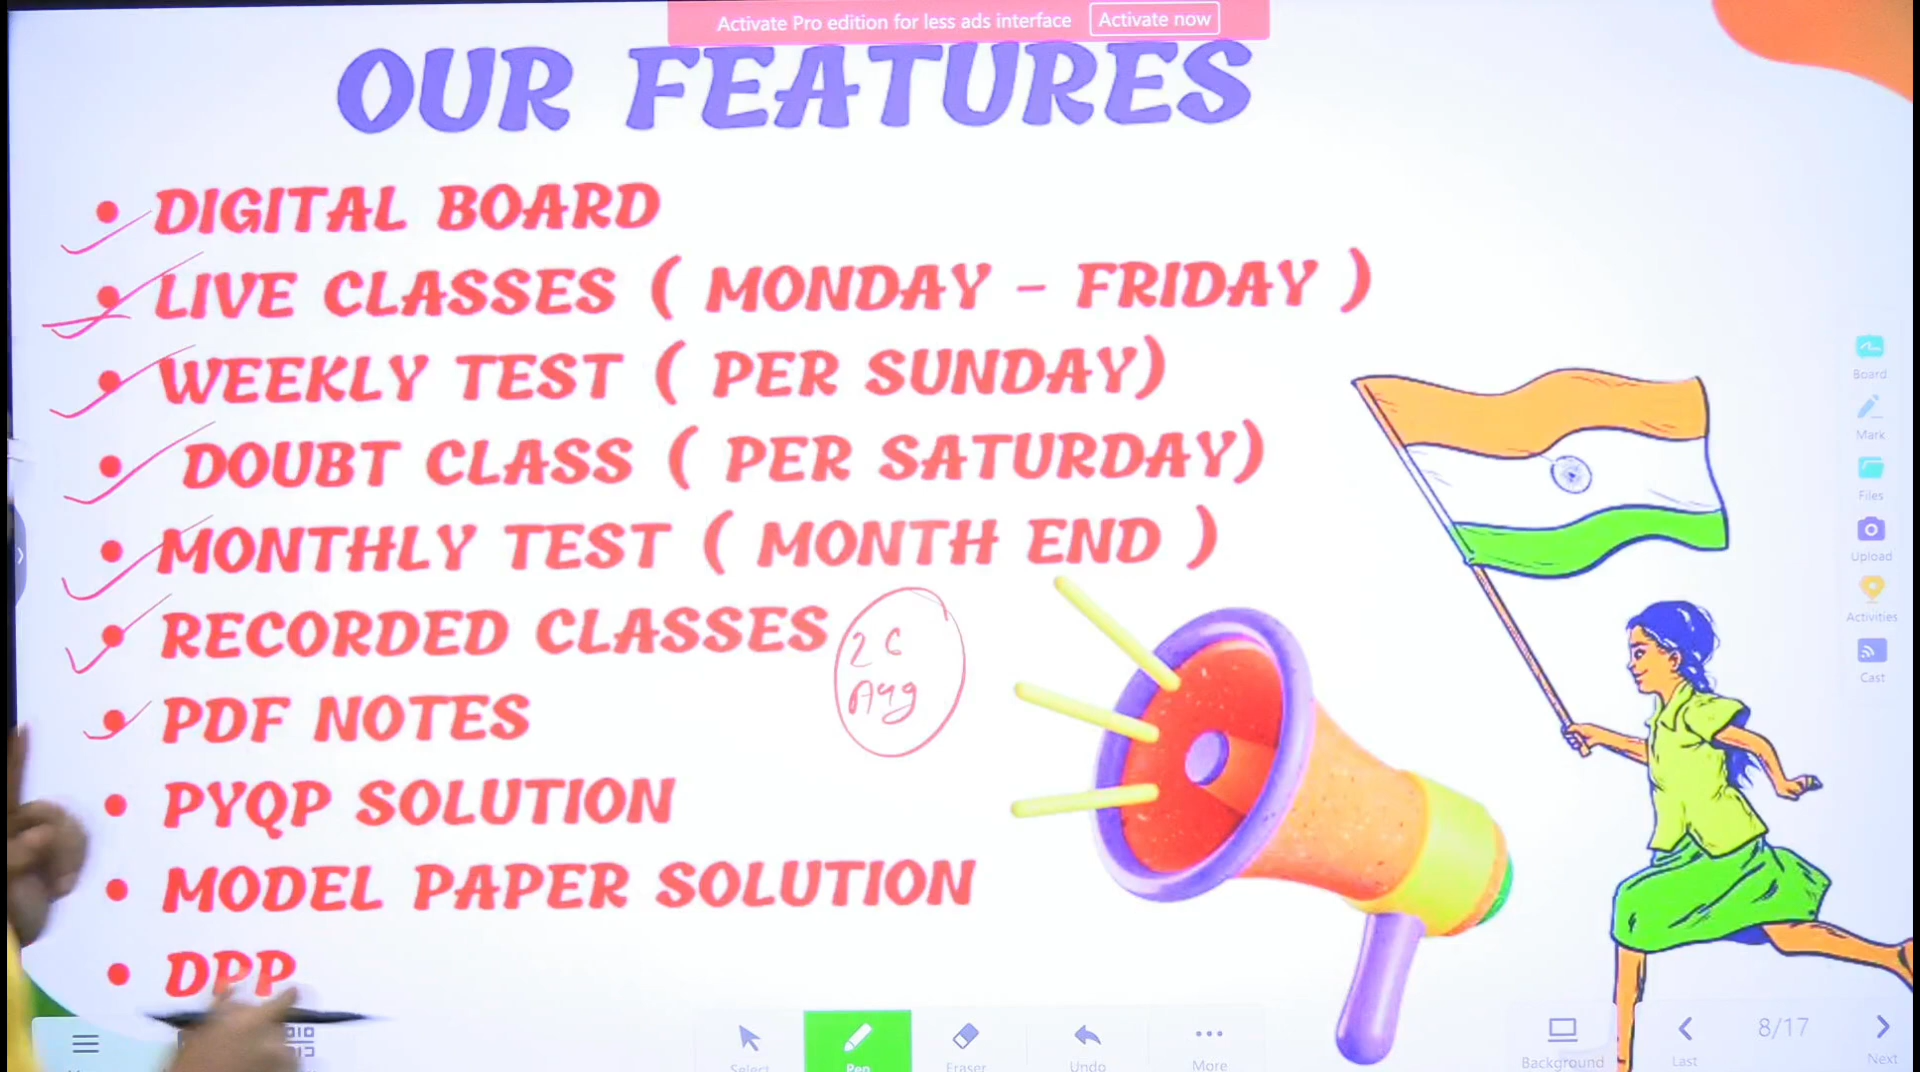 Activate Pro edition for less ads interface Activate now
OUR FEATURES
• DIGITAL BOARD
• LIVE CLASSES ( MONDAY - FRIDAY )
• WEEKLY TEST ( PER SUNDAY)
• DOUBT CLASS ( PER SATURDAY)
• MONTHLY TEST ( MONTH END )
• RECORDED CLASSES
26
Aug
• PDF NOTES
• PYQP SOLUTION
• MODEL PAPER SOLUTION
• DPP
Board
Mark
Files
Upload
Activities
Cast
Select
Pen
Eraser
Undo
More
Background
Last
8/17
Next